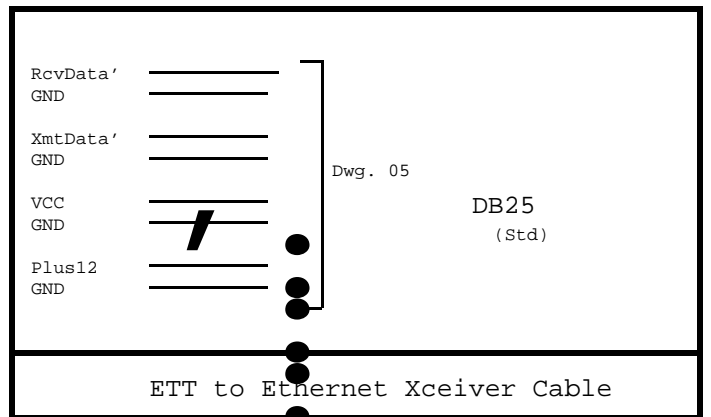 RcvData'
GND
XmtData'
GND
Dwg. 05
VCC
GND
DB25
(Std)
Plus12
GND
ETT to Ethernet Xceiver Cable